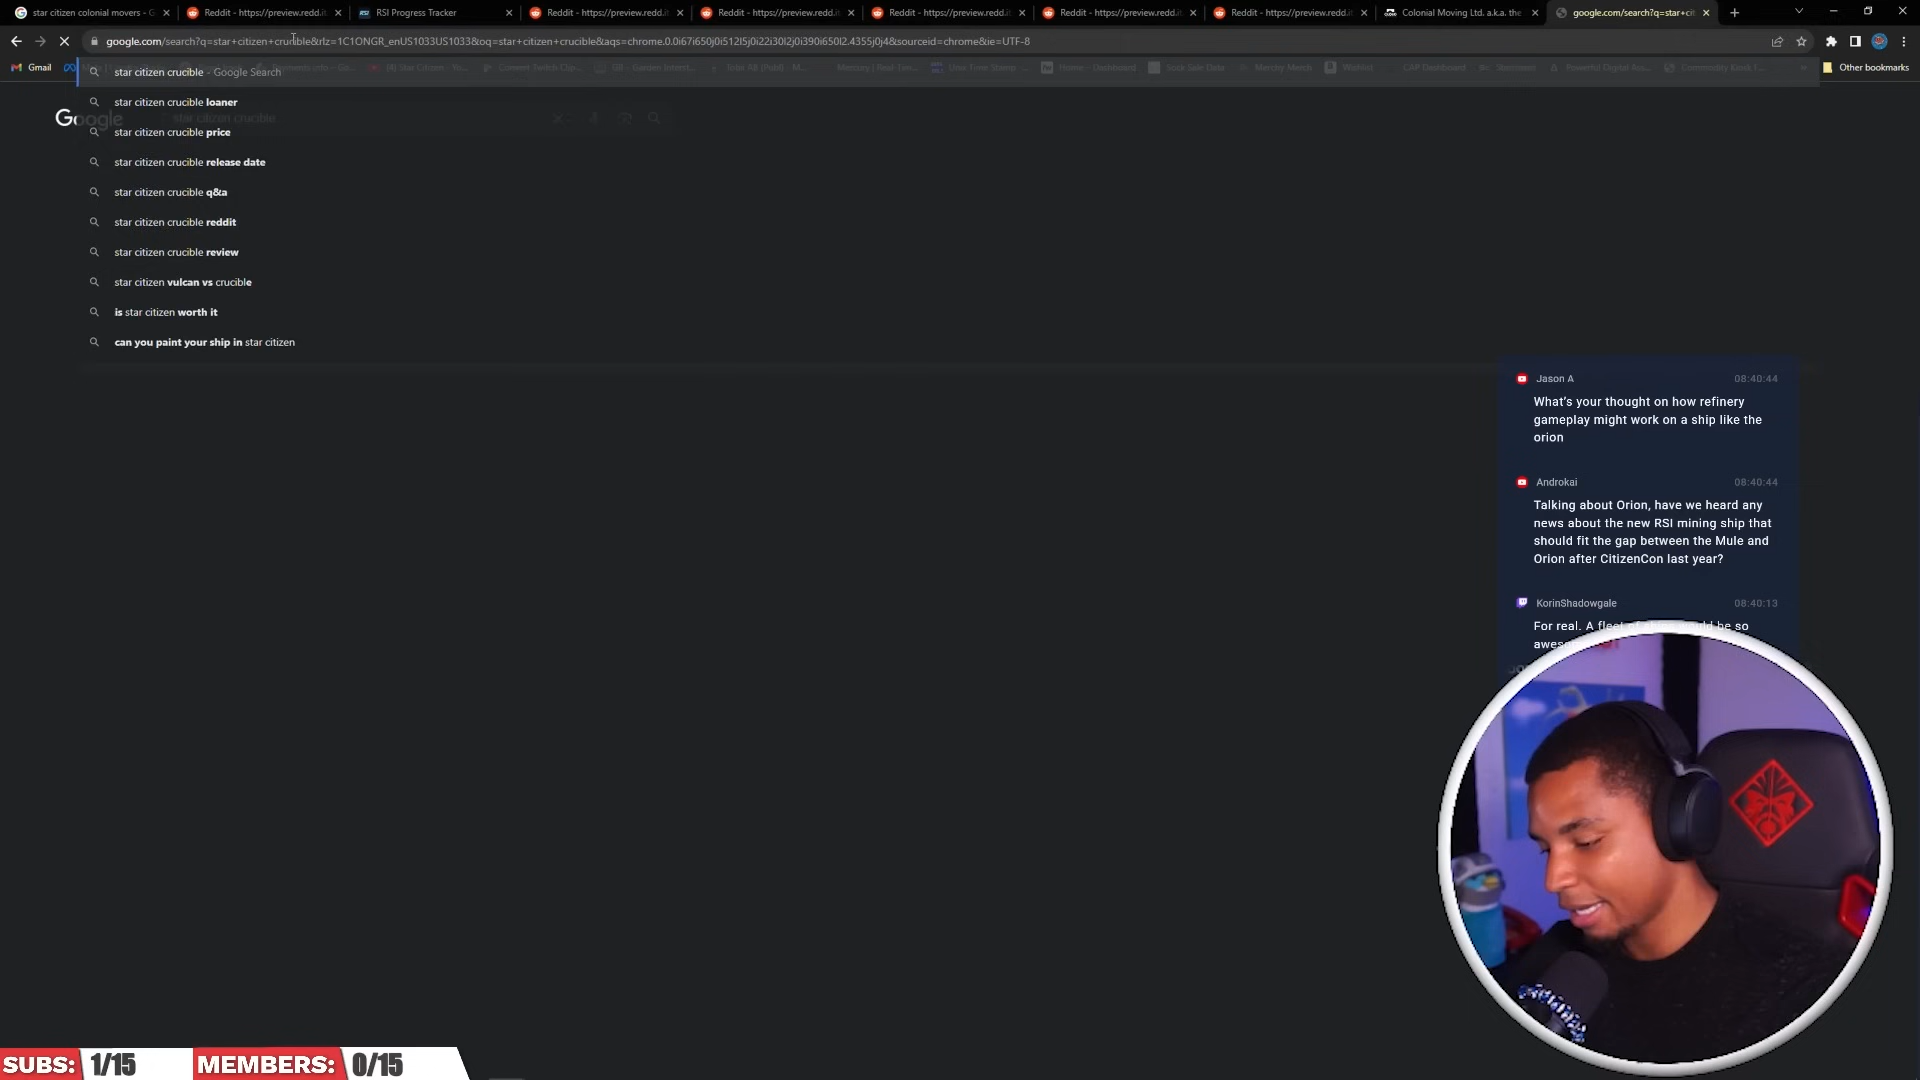 star citizen colonial movers - G
Reddit - https://preview.redd.it
RSI Progress Tracker
Reddit - https://preview.redd.it
Reddit - https://preview.redd.it
Reddit - https://preview.redd.it
Reddit - https://preview.redd.it
Reddit - https://preview.redd.it
Colonial Moving Ltd. a.k.a. the
google.com/search?q=star+cit
google.com/search?q=star+citizen+crucible&rlz=1C1ONGR_enUS1033US1033&oq=star+citizen+crucible&aqs=chrome.0.0i67i650j0i512l5j0i22i30l2j0i390i650l2.4355j0j4&sourceid=chrome&ie=UTF-8
Gmail
Other bookmarks
star citizen crucible - Google Search
Google
star citizen crucible
star citizen crucible loaner
star citizen crucible price
star citizen crucible release date
star citizen crucible q&a
star citizen crucible reddit
star citizen crucible review
star citizen vulcan vs crucible
is star citizen worth it
can you paint your ship in star citizen
Jason A 08:40:44
What's your thought on how refinery
gameplay might work on a ship like the
orion
Androkai 08:40:44
Talking about Orion, have we heard any
news about the new RSI mining ship that
should fit the gap between the Mule and
Orion after CitizenCon last year?
KorinShadowgale 08:40:13
For real. A fleet of would be so
SUBS: 1/15
MEMBERS: 0/15